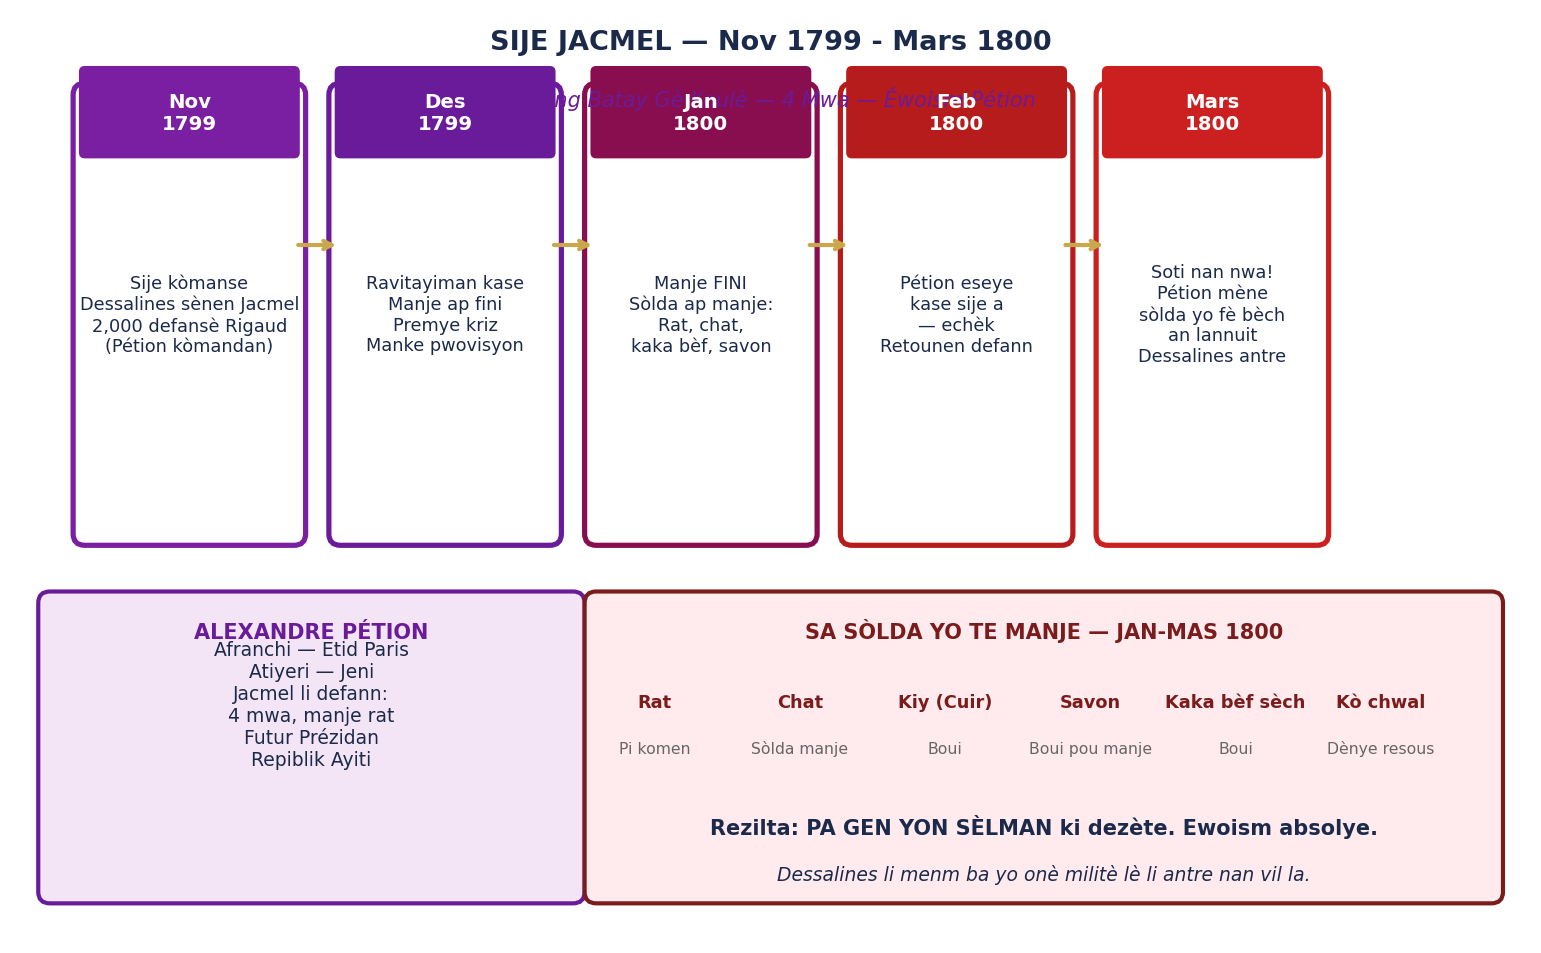 SIJE JACMEL — Nov 1799 - Mars 1800
Batay — 4 Mwa — Pétion
Nov
1799
Sije kòmanse
Dessalines sènen Jacmel
2,000 defansè Rigaud
(Pétion kòmandan)
Des
1799
Ravitayiman kase
Manje ap fini
Premye kriz
Manke pwovisyon
Jan
1800
Manje FINI
Sòlda ap manje:
Rat, chat,
kaka bèf, savon
Feb
1800
Pétion eseye
kase sije a
— echèk
Retounen defann
Mars
1800
Soti nan nwa!
Pétion mène
sòlda yo fè bèch
an lannuit
Dessalines antre
ALEXANDRE PÉTION
Afranchi — Etid Paris
Atiyeri — Jeni
Jacmel li defann:
4 mwa, manje rat
Futur Prézidan
Repiblik Ayiti
SA SÒLDA YO TE MANJE — JAN-MAS 1800
Rat Chat Kiy (Cuir) Savon Kaka bèf sèch Kò chwal
Pi komen Sòlda manje Boui Boui pou manje Boui Dènye resous
Rezilta: PA GEN YON SÈLMAN ki dezète. Ewoism absolye.
Dessalines li menm ba yo onè militè lè li antre nan vil la.